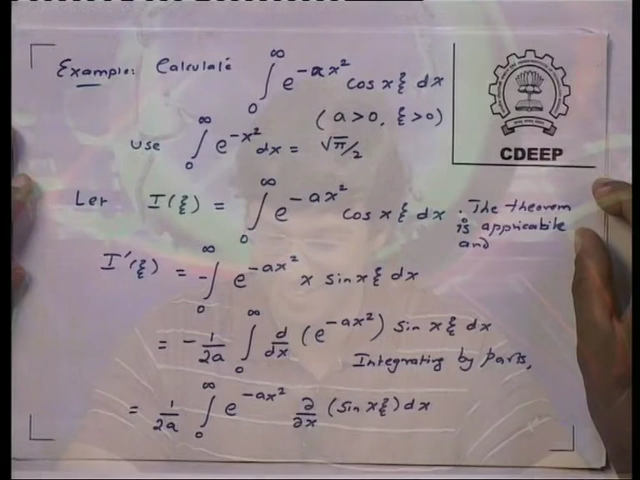 Example: Calculate ∫₀^∞ e^{-ax²} cos xξ dx
(a>0, ξ>0)
Use ∫₀^∞ e^{-x²} dx = √π/2
CDEEP
Let I(ξ) = ∫₀^∞ e^{-ax²} cos xξ dx . The theorem
is applicable
and
I'(ξ) = -∫₀^∞ e^{-ax²} x sin xξ dx
= - 1/2a ∫₀^∞ d/dx (e^{-ax²}) sin xξ dx
Integrating by parts,
= 1/2a ∫₀^∞ e^{-ax²} ∂/∂x (sin xξ) dx